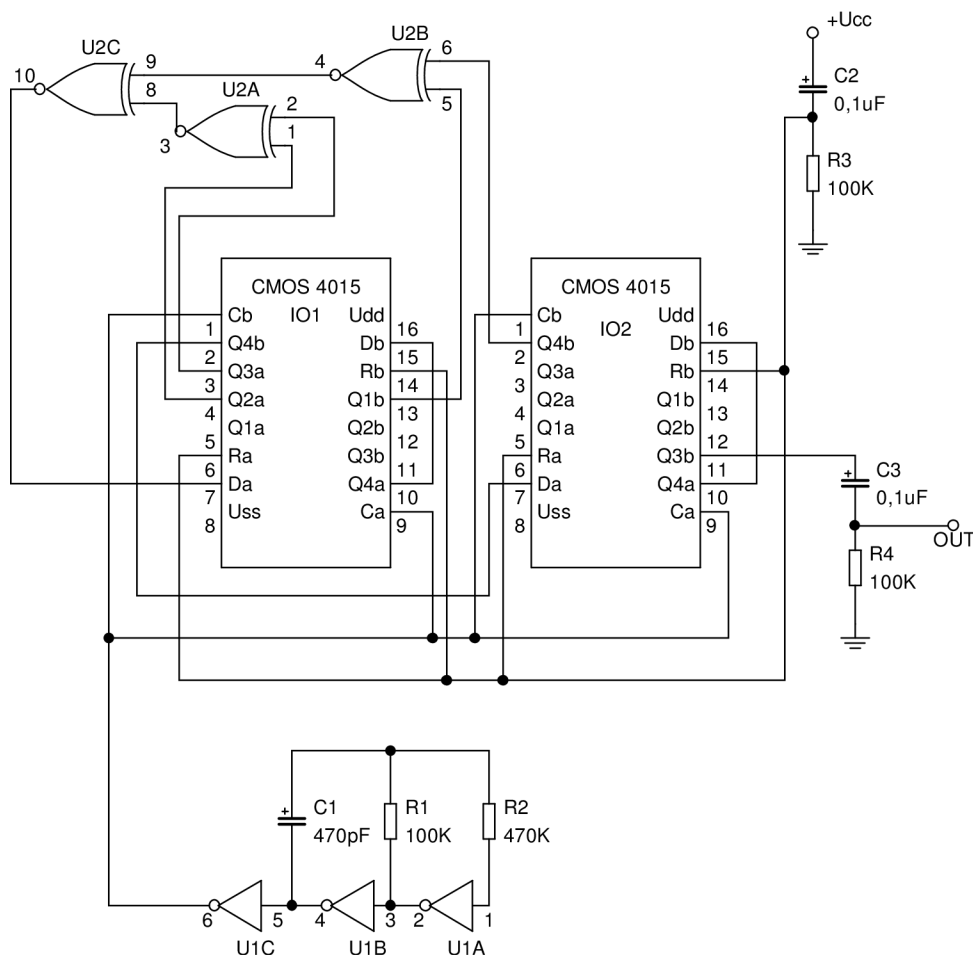 +Ucc
U2C
U2B
10
9
8
4
6
5
U2A
2
1
3
C2
0,1uF
+
R3
100K
CMOS 4015
IO1
Cb
Q4b
Q3a
Q2a
Q1a
Ra
Da
Uss
Udd
Db
Rb
Q1b
Q2b
Q3b
Q4a
Ca
1
2
3
4
5
6
7
8
16
15
14
13
12
11
10
9
CMOS 4015
IO2
Cb
Q4b
Q3a
Q2a
Q1a
Ra
Da
Uss
Udd
Db
Rb
Q1b
Q2b
Q3b
Q4a
Ca
1
2
3
4
5
6
7
8
16
15
14
13
12
11
10
9
+
C3
0,1uF
OUT
R4
100K
+
C1
470pF
R1
100K
R2
470K
6
5
4
3
2
1
U1C
U1B
U1A